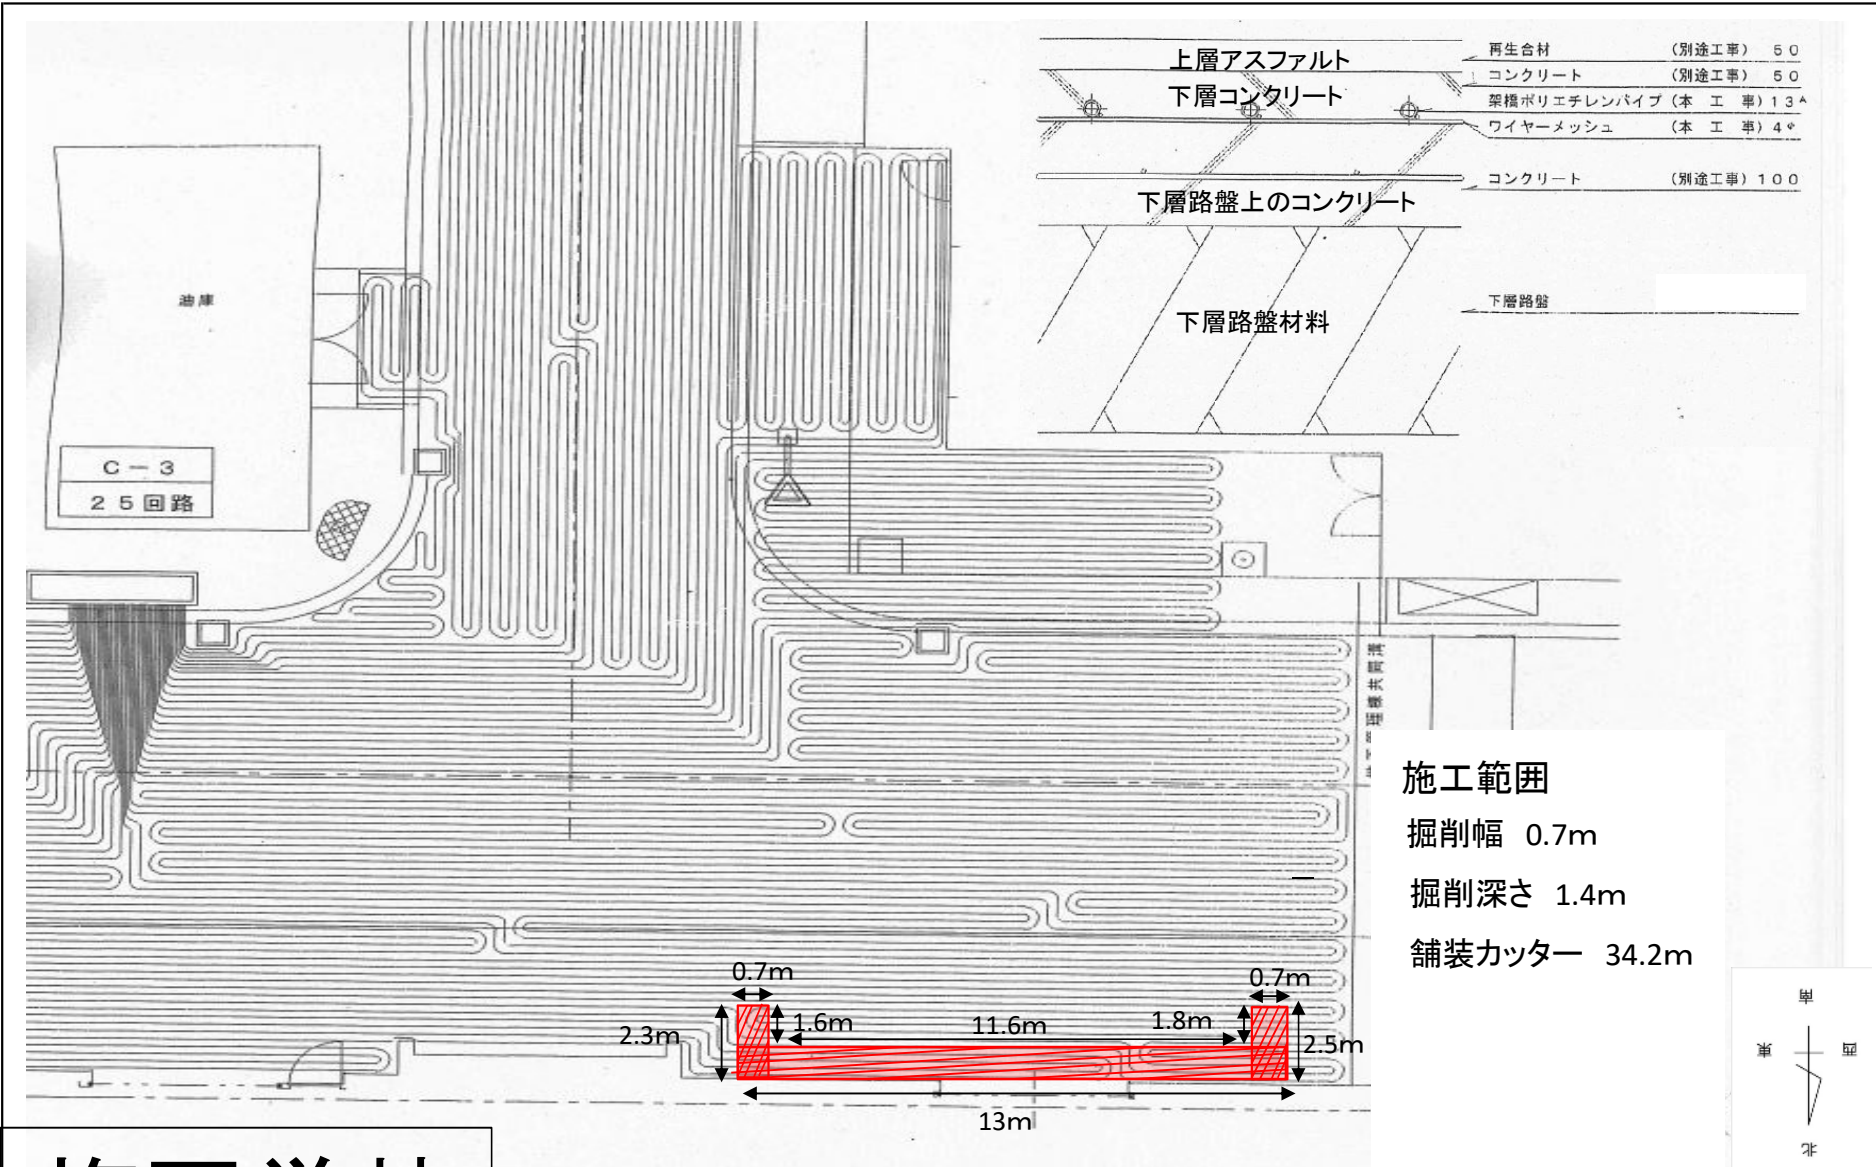 上層アスファルト
下層コンクリート
下層路盤上のコンクリート
下層路盤材料
再生合材 (別途工事) 50
コンクリート (別途工事) 50
架橋ポリエチレンパイプ (本 工 事) 13A
ワイヤーメッシュ (本 工 事) 4φ
コンクリート (別途工事) 100
下層路盤
油庫
C-3
25回路
施工範囲
掘削幅 0.7m
掘削深さ 1.4m
舗装カッター 34.2m
0.7m
0.7m
2.3m
1.6m
11.6m
1.8m
2.5m
13m
南
東
西
北